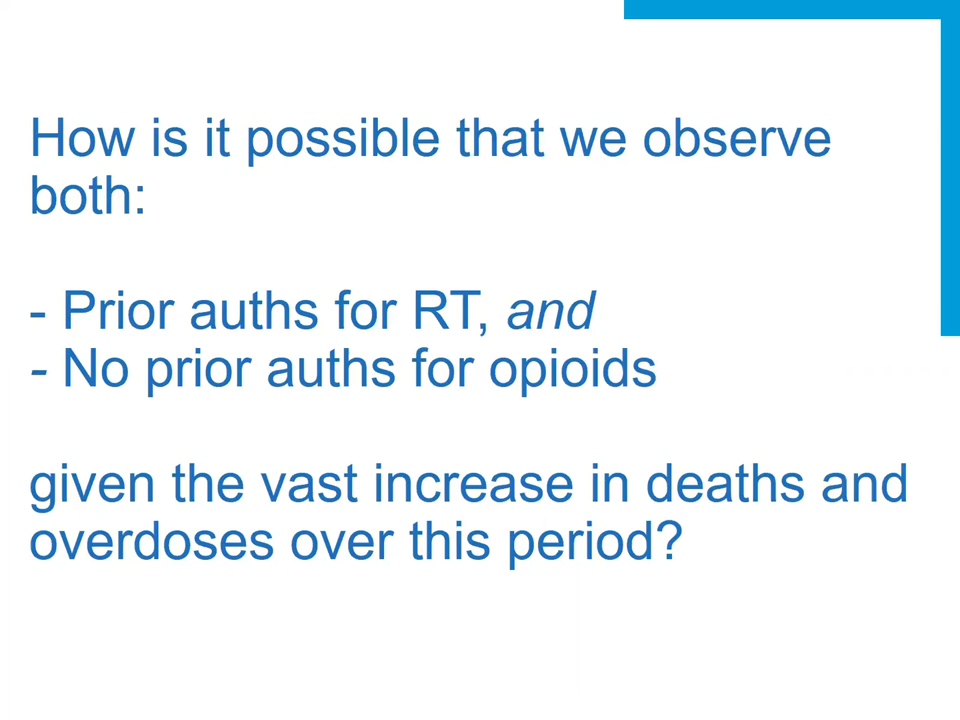 How is it possible that we observe
both:
- Prior auths for RT, and
- No prior auths for opioids
given the vast increase in deaths and
overdoses over this period?